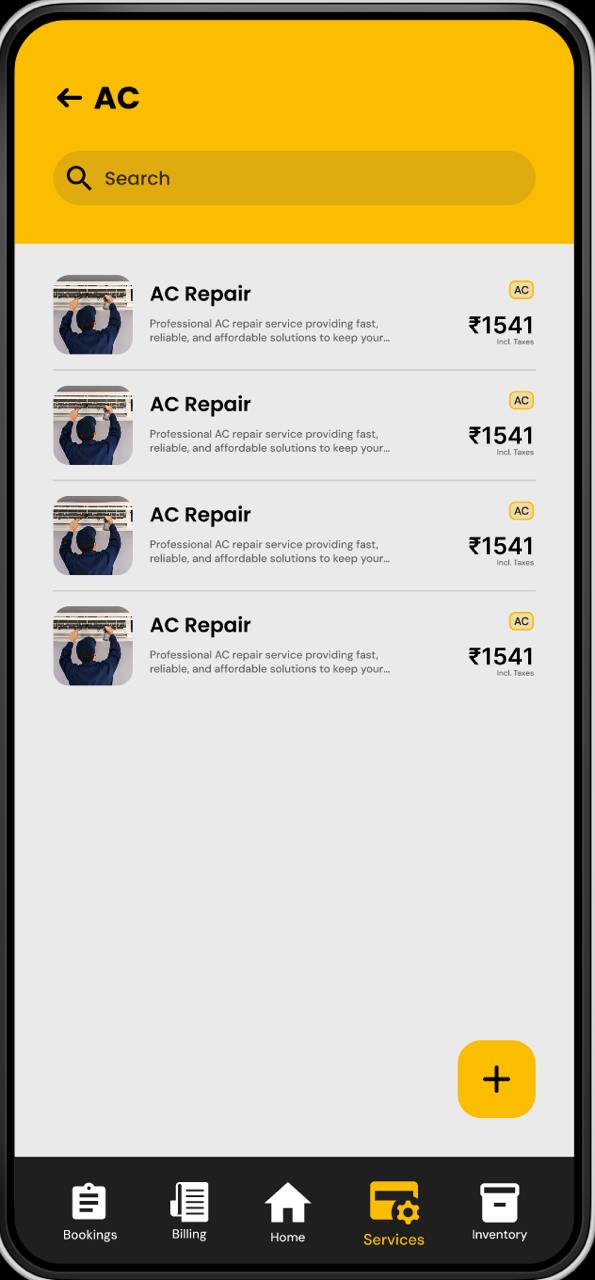 AC
Search
AC Repair
AC
Professional AC repair service providing fast,
reliable, and affordable solutions to keep your...
₹1541
Incl. Taxes
AC Repair
AC
Professional AC repair service providing fast,
reliable, and affordable solutions to keep your...
₹1541
Incl. Taxes
AC Repair
AC
Professional AC repair service providing fast,
reliable, and affordable solutions to keep your...
₹1541
Incl. Taxes
AC Repair
AC
Professional AC repair service providing fast,
reliable, and affordable solutions to keep your...
₹1541
Incl. Taxes
Bookings
Billing
Home
Services
Inventory